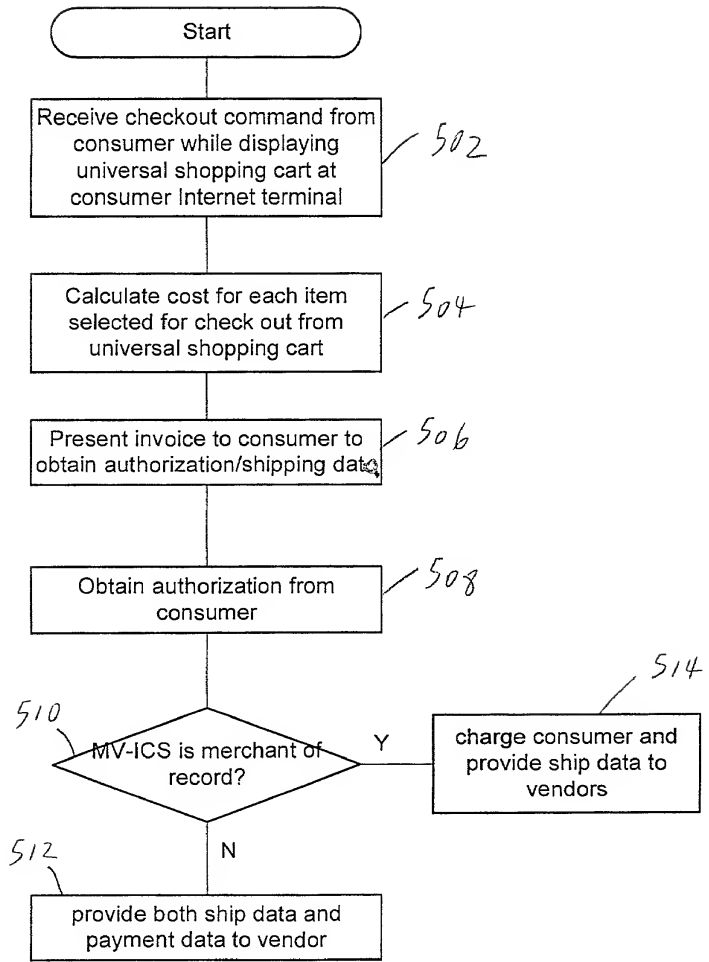 Start
Receive checkout command from
consumer while displaying
universal shopping cart at
consumer Internet terminal
502
Calculate cost for each item
selected for check out from
universal shopping cart
504
Present invoice to consumer to
obtain authorization/shipping data
506
Obtain authorization from
consumer
508
510
MV-ICS is merchant of
record?
Y
514
charge consumer and
provide ship data to
vendors
N
512
provide both ship data and
payment data to vendor